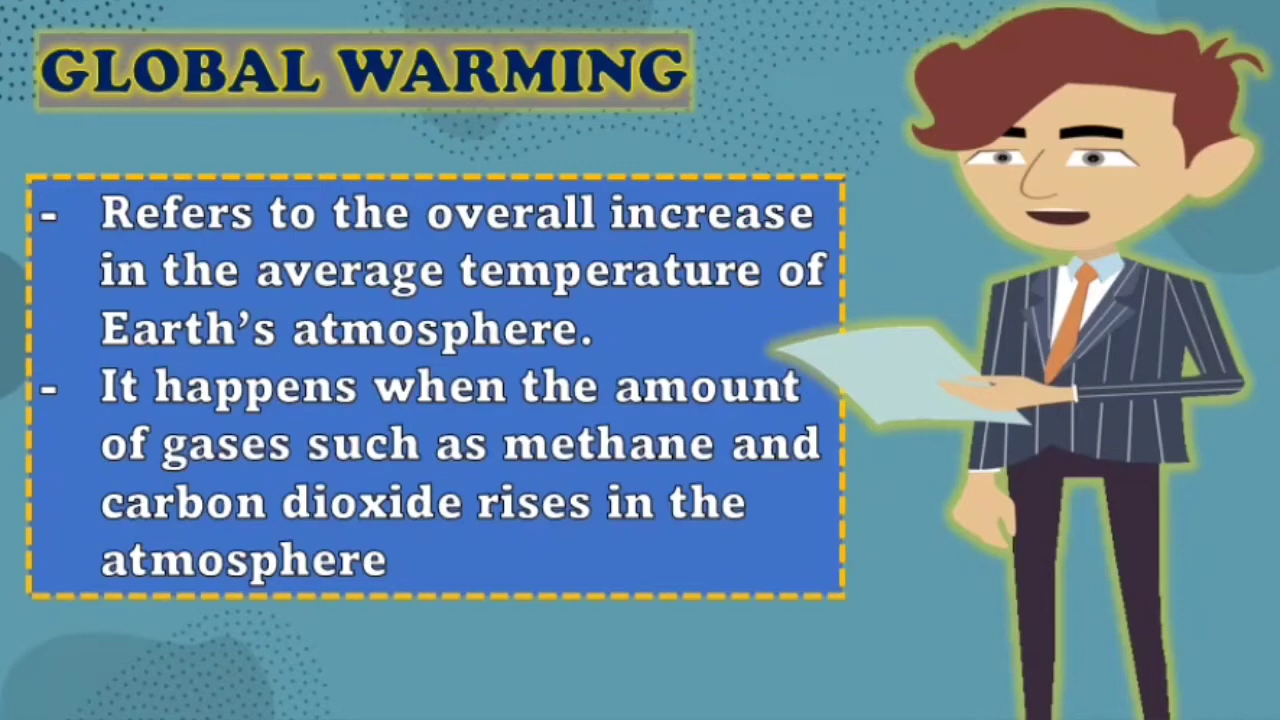 GLOBAL WARMING
- Refers to the overall increase
in the average temperature of
Earth’s atmosphere.
- It happens when the amount
of gases such as methane and
carbon dioxide rises in the
atmosphere